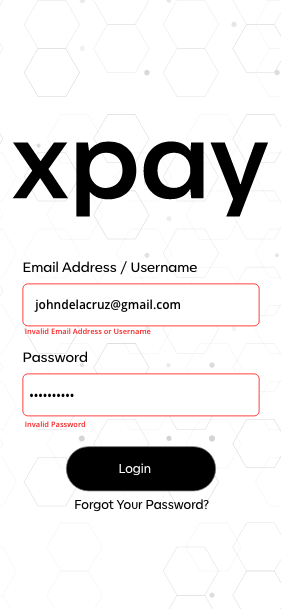 xpay
Email Address / Username
johndelacruz@gmail.com
Invalid Email Address or Username
Password
••••••••••
Invalid Password
Login
Forgot Your Password?